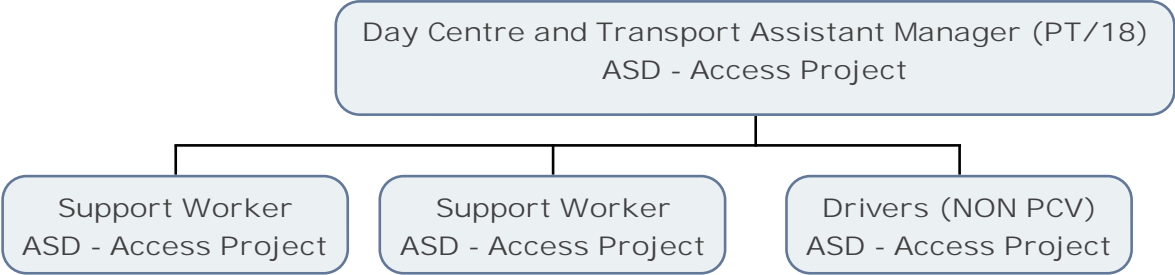 Day Centre and Transport Assistant Manager (PT/18)
ASD - Access Project
Support Worker
ASD - Access Project
Support Worker
ASD - Access Project
Drivers (NON PCV)
ASD - Access Project